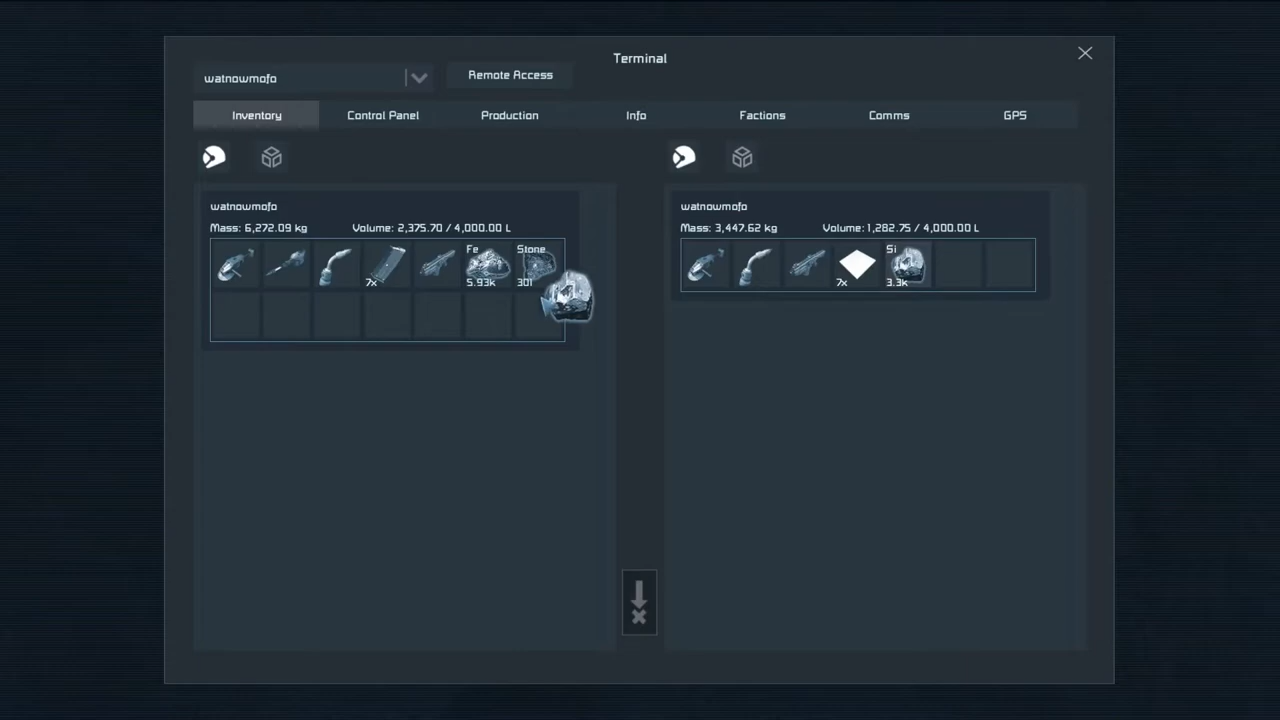 Terminal
watnowmofo
Remote Access
Inventory Control Panel Production Info Factions Comms GPS
watnowmofo
Mass: 6,272.09 kg Volume: 2,375.70 / 4,000.00 L
Fe Stone
7x 5.93k 301
watnowmofo
Mass: 3,447.62 kg Volume: 1,282.75 / 4,000.00 L
Si
7x 3.3k